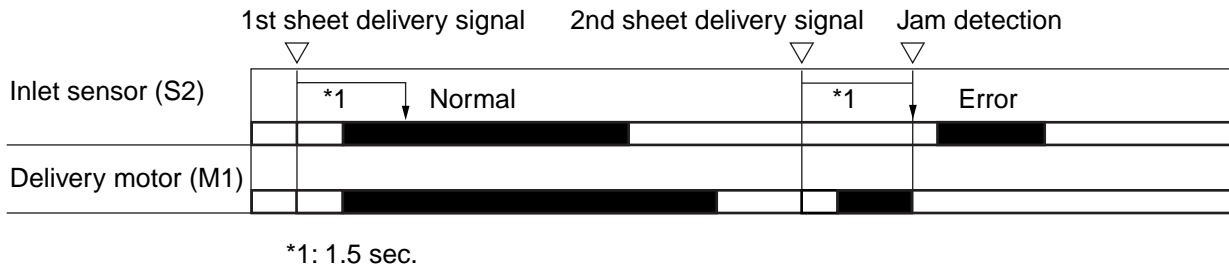 1st sheet delivery signal 2nd sheet delivery signal Jam detection
Inlet sensor (S2) *1 Normal *1 Error
Delivery motor (M1)
*1: 1.5 sec.